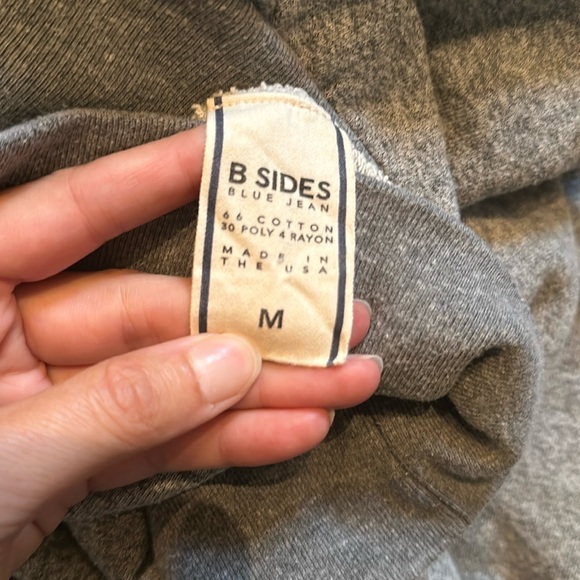 B SIDES
BLUE JEAN
66 COTTON
30 POLY 4 RAYON
MADE IN
THE USA
M